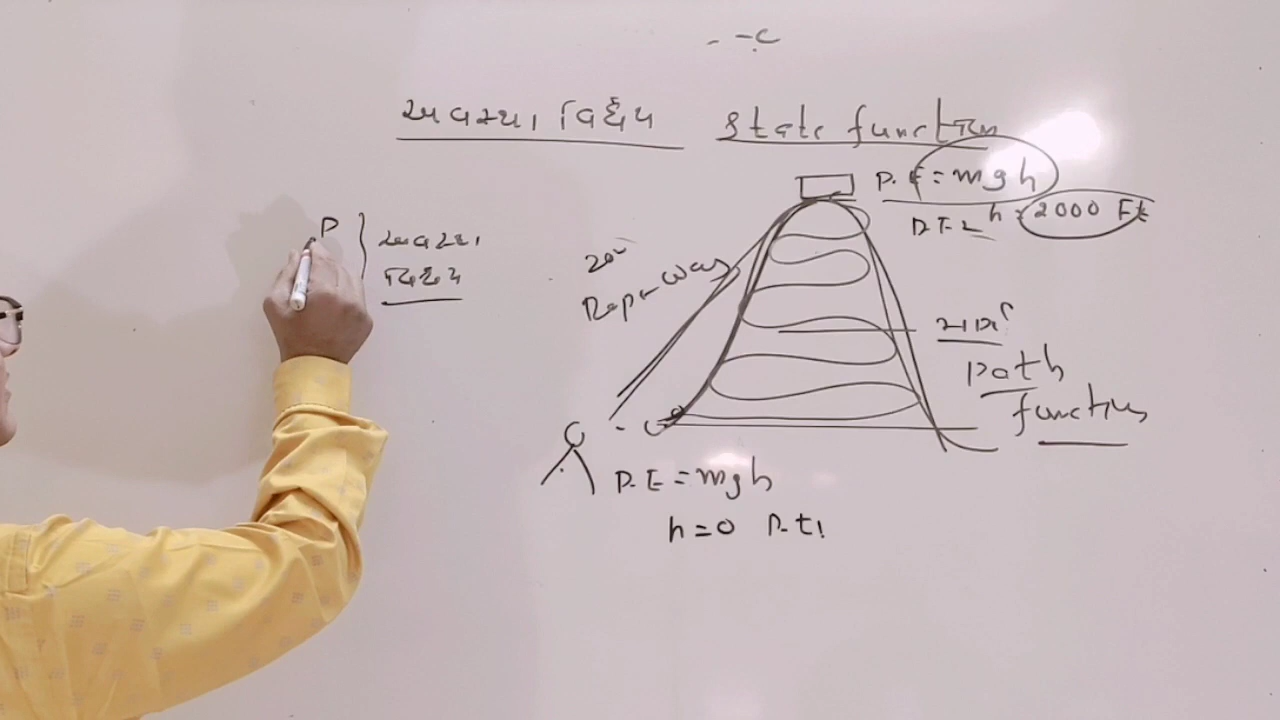 અવસ્થા વિધેય state function
P.E = mgh
h = 2000 Ft
P.E
P
અવસ્થા
વિધેય
Rope way
Path
function
P.E = mgh
h = 0